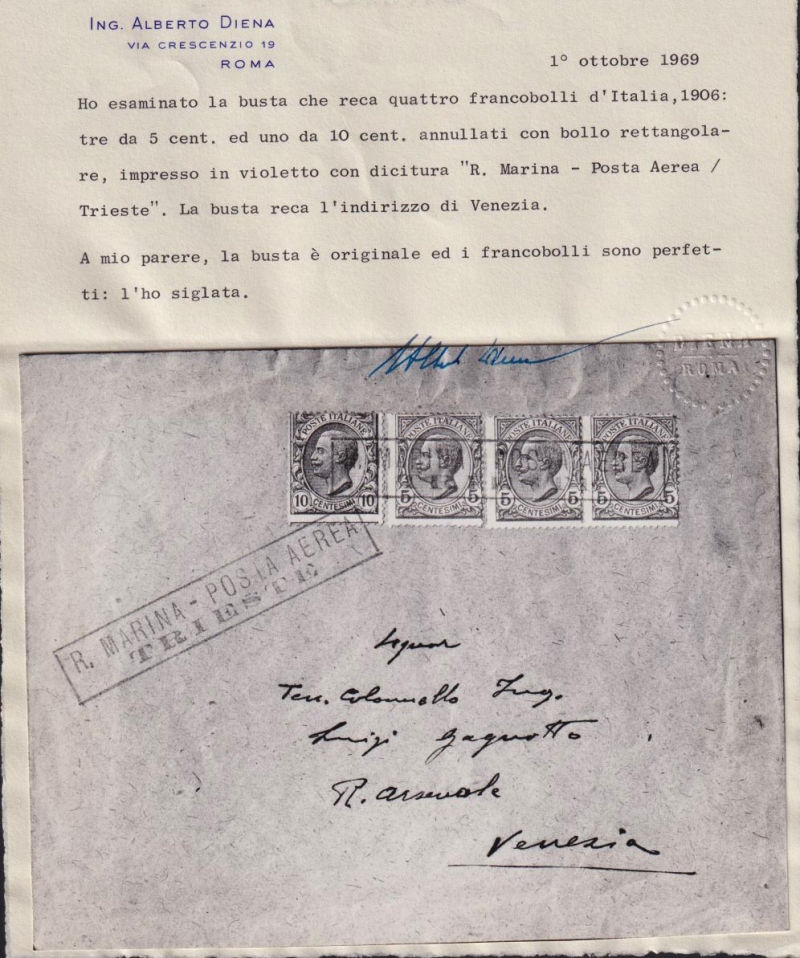 ING. ALBERTO DIENA
VIA CRESCENZIO 19
ROMA
1° ottobre 1969
Ho esaminato la busta che reca quattro francobolli d'Italia,1906:
tre da 5 cent. ed uno da 10 cent. annullati con bollo rettangola-
re, impresso in violetto con dicitura "R. Marina - Posta Aerea /
Trieste". La busta reca l'indirizzo di Venezia.
A mio parere, la busta è originale ed i francobolli sono perfet-
ti: l'ho siglata.
DIENA
ROMA
POSTE ITALIANE POSTE ITALIANE POSTE ITALIANE POSTE ITALIANE
10 10 5 5 5 5 5 5
CENTESIMI CENTESIMI CENTESIMI CENTESIMI
R. MARINA - POSTA AEREA
TRIESTE
Signor
Ten. Colonnello Ing.
Luigi Gagnotto
R. Arsenale
Venezia